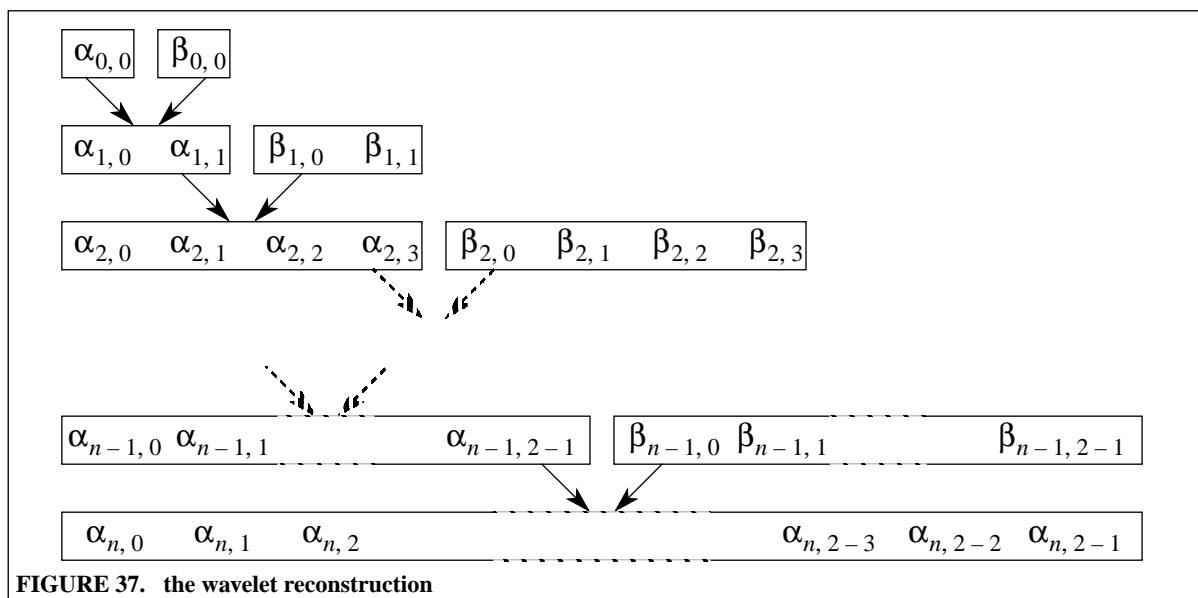 α0, 0 β0, 0
α1, 0 α1, 1 β1, 0 β1, 1
α2, 0 α2, 1 α2, 2 α2, 3 β2, 0 β2, 1 β2, 2 β2, 3
αn – 1, 0 αn – 1, 1 αn – 1, 2 – 1 βn – 1, 0 βn – 1, 1 βn – 1, 2 – 1
αn, 0 αn, 1 αn, 2 αn, 2 – 3 αn, 2 – 2 αn, 2 – 1
FIGURE 37. the wavelet reconstruction